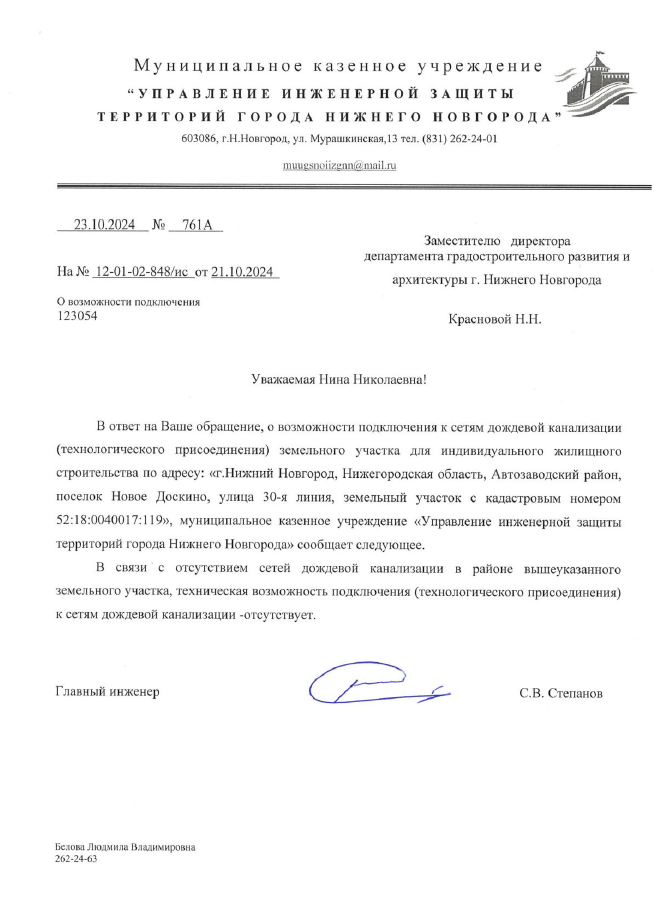 Муниципальное казенное учреждение
“УПРАВЛЕНИЕ ИНЖЕНЕРНОЙ ЗАЩИТЫ
ТЕРРИТОРИЙ ГОРОДА НИЖНЕГО НОВГОРОДА”
603086, г.Н.Новгород, ул. Мурашкинская,13 тел. (831) 262-24-01
muugsnoiizgnn@mail.ru
23.10.2024 № 761А
На № 12-01-02-848/ис от 21.10.2024
О возможности подключения
123054
Заместителю директора
департамента градостроительного развития и
архитектуры г. Нижнего Новгорода
Красновой Н.Н.
Уважаемая Нина Николаевна!
В ответ на Ваше обращение, о возможности подключения к сетям дождевой канализации
(технологического присоединения) земельного участка для индивидуального жилищного
строительства по адресу: «г.Нижний Новгород, Нижегородская область, Автозаводский район,
поселок Новое Доскино, улица 30-я линия, земельный участок с кадастровым номером
52:18:0040017:119», муниципальное казенное учреждение «Управление инженерной защиты
территорий города Нижнего Новгорода» сообщает следующее.
В связи с отсутствием сетей дождевой канализации в районе вышеуказанного
земельного участка, техническая возможность подключения (технологического присоединения)
к сетям дождевой канализации -отсутствует.
Главный инженер
С.В. Степанов
Белова Людмила Владимировна
262-24-63